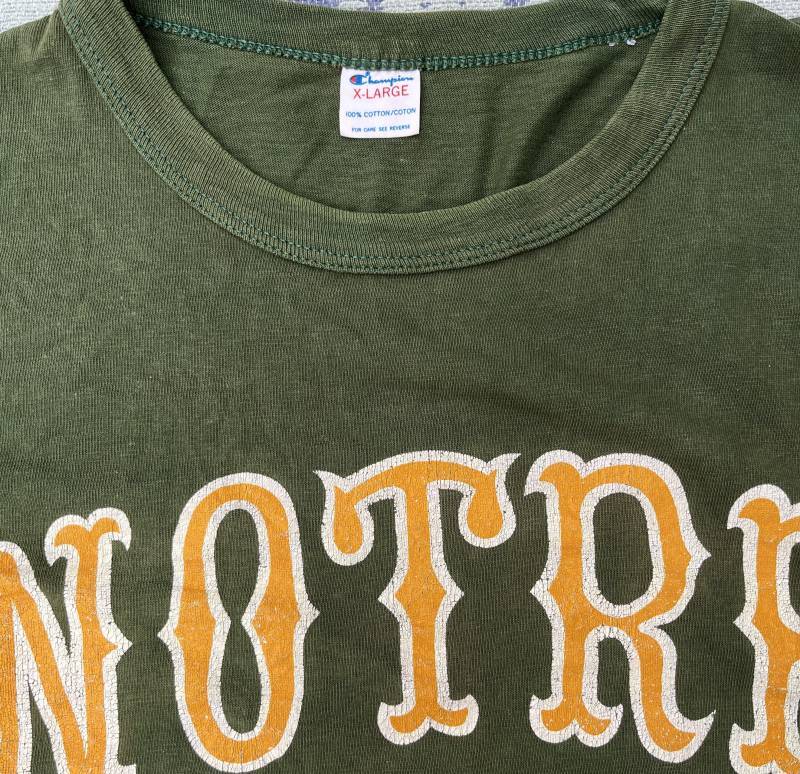 Champion
X-LARGE
100% COTTON/COTON
FOR CARE SEE REVERSE
NOTR